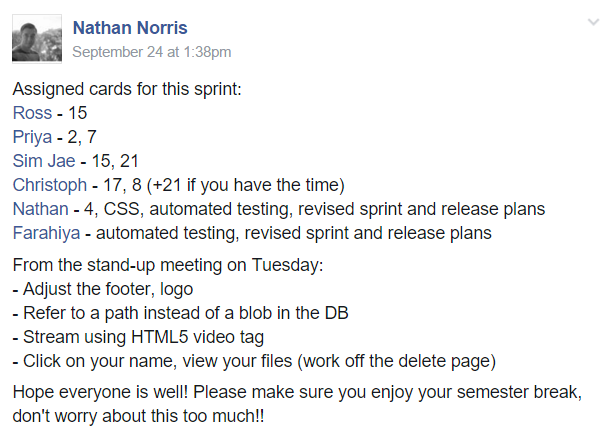 Nathan Norris
September 24 at 1:38pm
Assigned cards for this sprint:
Ross - 15
Priya - 2, 7
Sim Jae - 15, 21
Christoph - 17, 8 (+21 if you have the time)
Nathan - 4, CSS, automated testing, revised sprint and release plans
Farahiya - automated testing, revised sprint and release plans
From the stand-up meeting on Tuesday:
- Adjust the footer, logo
- Refer to a path instead of a blob in the DB
- Stream using HTML5 video tag
- Click on your name, view your files (work off the delete page)
Hope everyone is well! Please make sure you enjoy your semester break,
don't worry about this too much!!